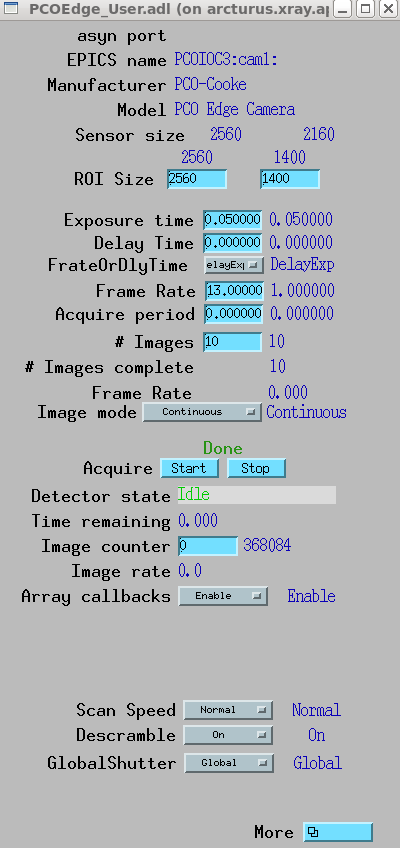 PCOEdge_User.adl (on arcturus.xray.ap
asyn port
EPICS name PCOIOC3:cam1:
Manufacturer PCO-Cooke
Model PCO Edge Camera
Sensor size 2560 2160
2560 1400
ROI Size 2560 1400
Exposure time 0.050000 0.050000
Delay Time 0.000000 0.000000
FrateOrDlyTime elayExp DelayExp
Frame Rate 13.00000 1.000000
Acquire period 0.000000 0.000000
# Images 10 10
# Images complete 10
Frame Rate 0.000
Image mode Continuous Continuous
Done
Acquire Start Stop
Detector state Idle
Time remaining 0.000
Image counter 0 368084
Image rate 0.0
Array callbacks Enable Enable
Scan Speed Normal Normal
Descramble On On
GlobalShutter Global Global
More